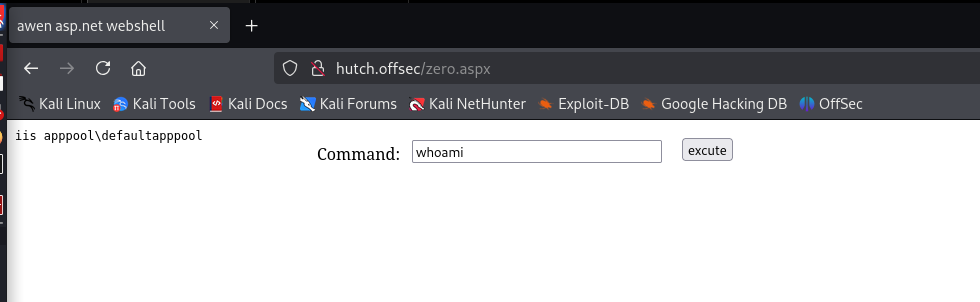 awen asp.net webshell
hutch.offsec/zero.aspx
Kali Linux Kali Tools Kali Docs Kali Forums Kali NetHunter Exploit-DB Google Hacking DB OffSec
iis apppool\defaultapppool
Command: whoami excute